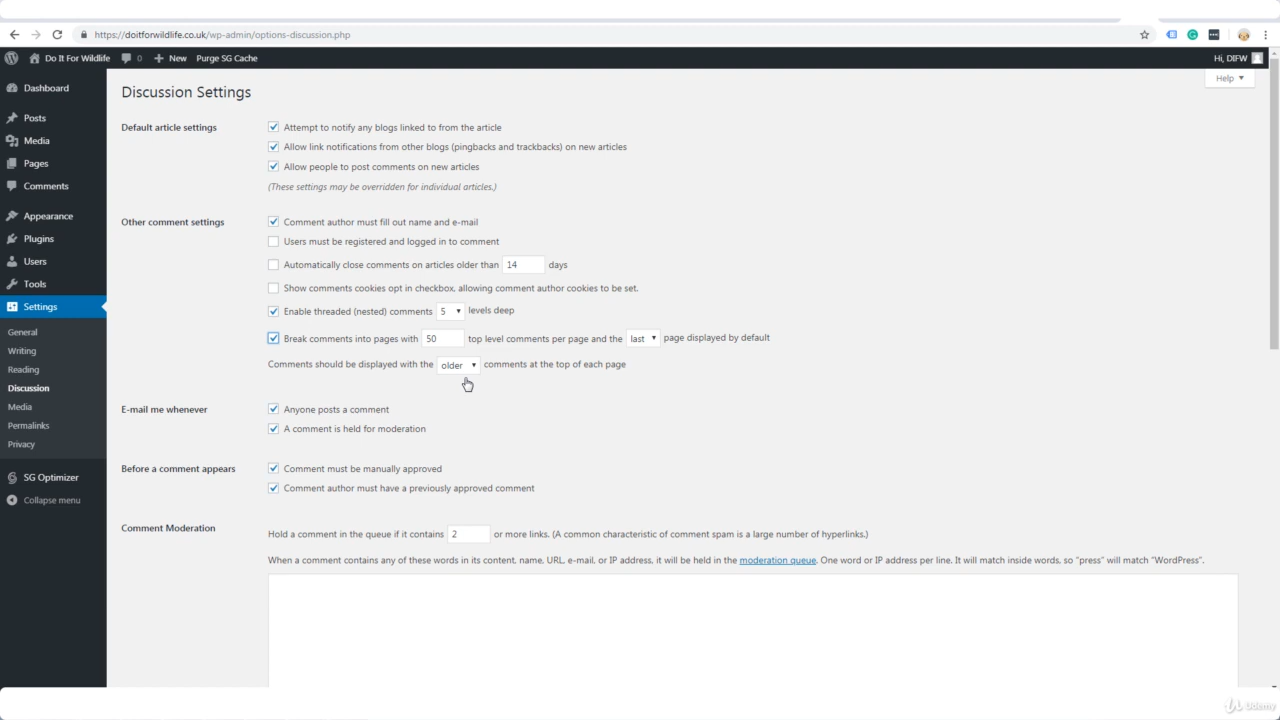 https://doitforwildlife.co.uk/wp-admin/options-discussion.php
Do It For Wildlife 0 New Purge SG Cache Hi, DIFW
Help ▼
Dashboard
Posts
Media
Pages
Comments
Appearance
Plugins
Users
Tools
Settings
General
Writing
Reading
Discussion
Media
Permalinks
Privacy
SG Optimizer
Collapse menu
Discussion Settings
Default article settings
Attempt to notify any blogs linked to from the article
Allow link notifications from other blogs (pingbacks and trackbacks) on new articles
Allow people to post comments on new articles
(These settings may be overridden for individual articles.)
Other comment settings
Comment author must fill out name and e-mail
Users must be registered and logged in to comment
Automatically close comments on articles older than 14 days
Show comments cookies opt in checkbox, allowing comment author cookies to be set.
Enable threaded (nested) comments 5 ▼ levels deep
Break comments into pages with 50 top level comments per page and the last ▼ page displayed by default
Comments should be displayed with the older ▼ comments at the top of each page
E-mail me whenever
Anyone posts a comment
A comment is held for moderation
Before a comment appears
Comment must be manually approved
Comment author must have a previously approved comment
Comment Moderation
Hold a comment in the queue if it contains 2 or more links. (A common characteristic of comment spam is a large number of hyperlinks.)
When a comment contains any of these words in its content, name, URL, e-mail, or IP address, it will be held in the moderation queue. One word or IP address per line. It will match inside words, so "press" will match "WordPress".
Udemy